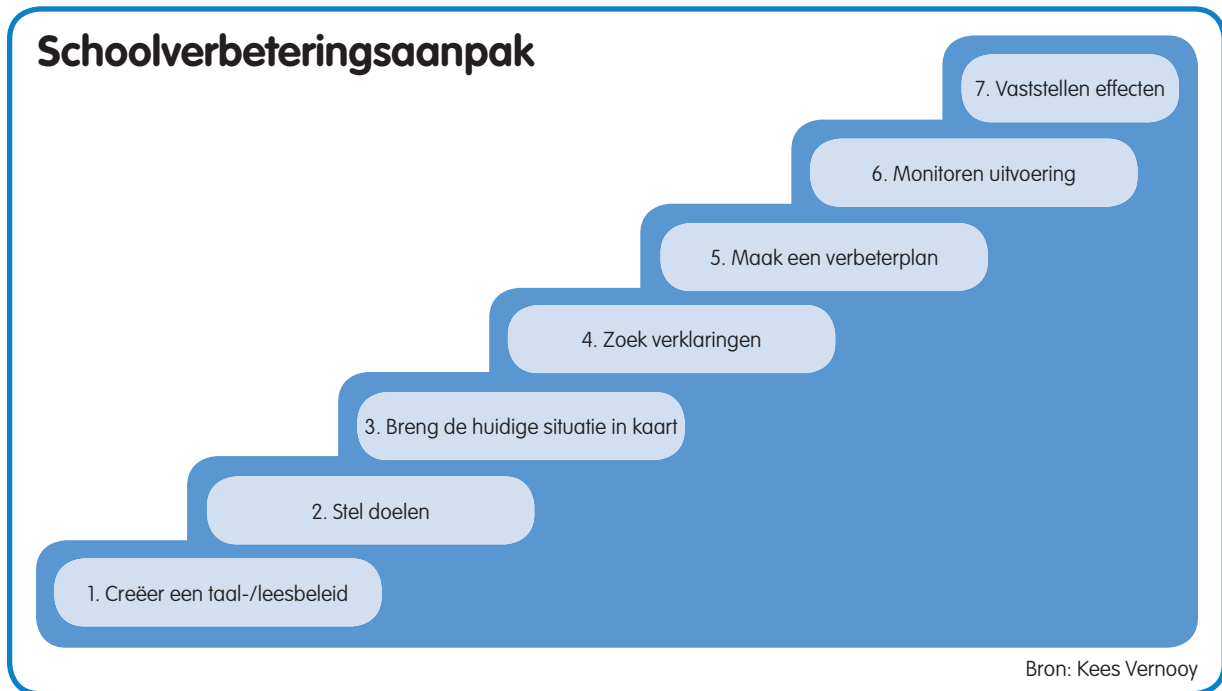 Schoolverbeteringsaanpak
7. Vaststellen effecten
6. Monitoren uitvoering
5. Maak een verbeterplan
4. Zoek verklaringen
3. Breng de huidige situatie in kaart
2. Stel doelen
1. Creëer een taal-/leesbeleid
Bron: Kees Vernooy